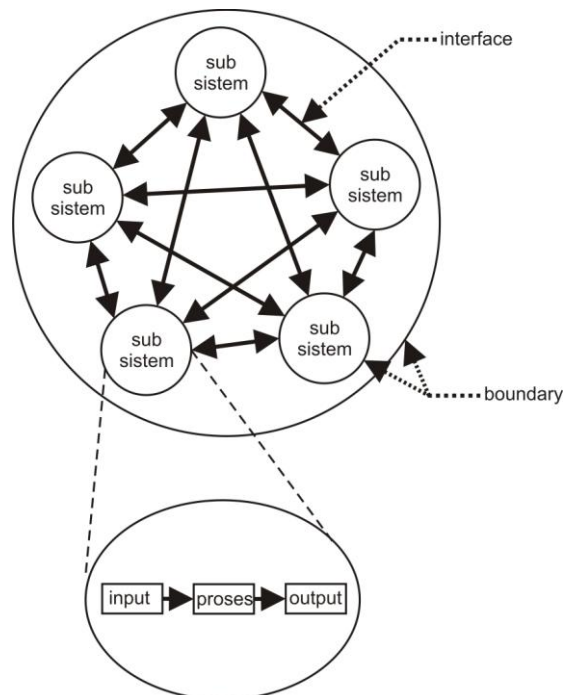 sub
sistem
interface
sub
sistem
sub
sistem
sub
sistem
sub
sistem
boundary
input
proses
output